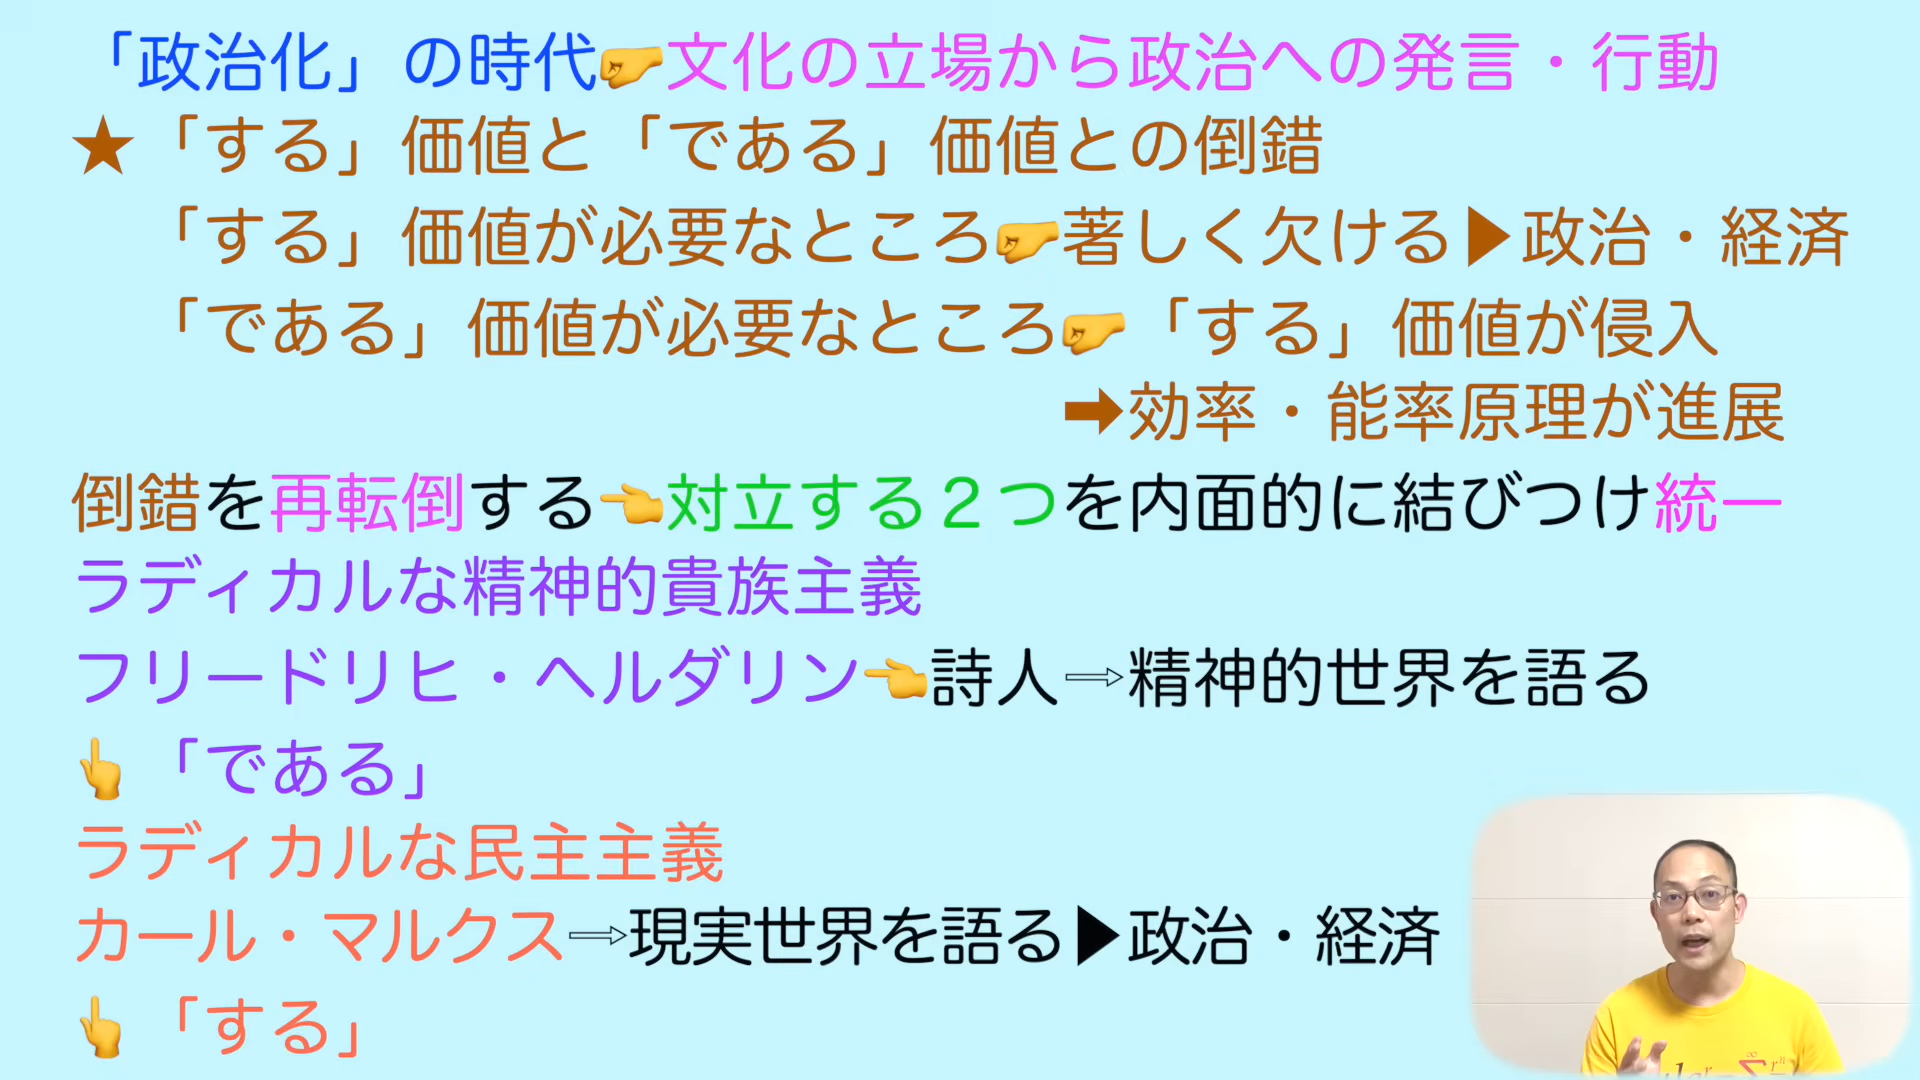 「政治化」の時代👉文化の立場から政治への発言・行動
★「する」価値と「である」価値との倒錯
「する」価値が必要なところ👉著しく欠ける▶政治・経済
「である」価値が必要なところ👉「する」価値が侵入
➡効率・能率原理が進展
倒錯を再転倒する👈対立する２つを内面的に結びつけ統一
ラディカルな精神的貴族主義
フリードリヒ・ヘルダリン👈詩人⇨精神的世界を語る
👆「である」
ラディカルな民主主義
カール・マルクス⇨現実世界を語る▶政治・経済
👆「する」